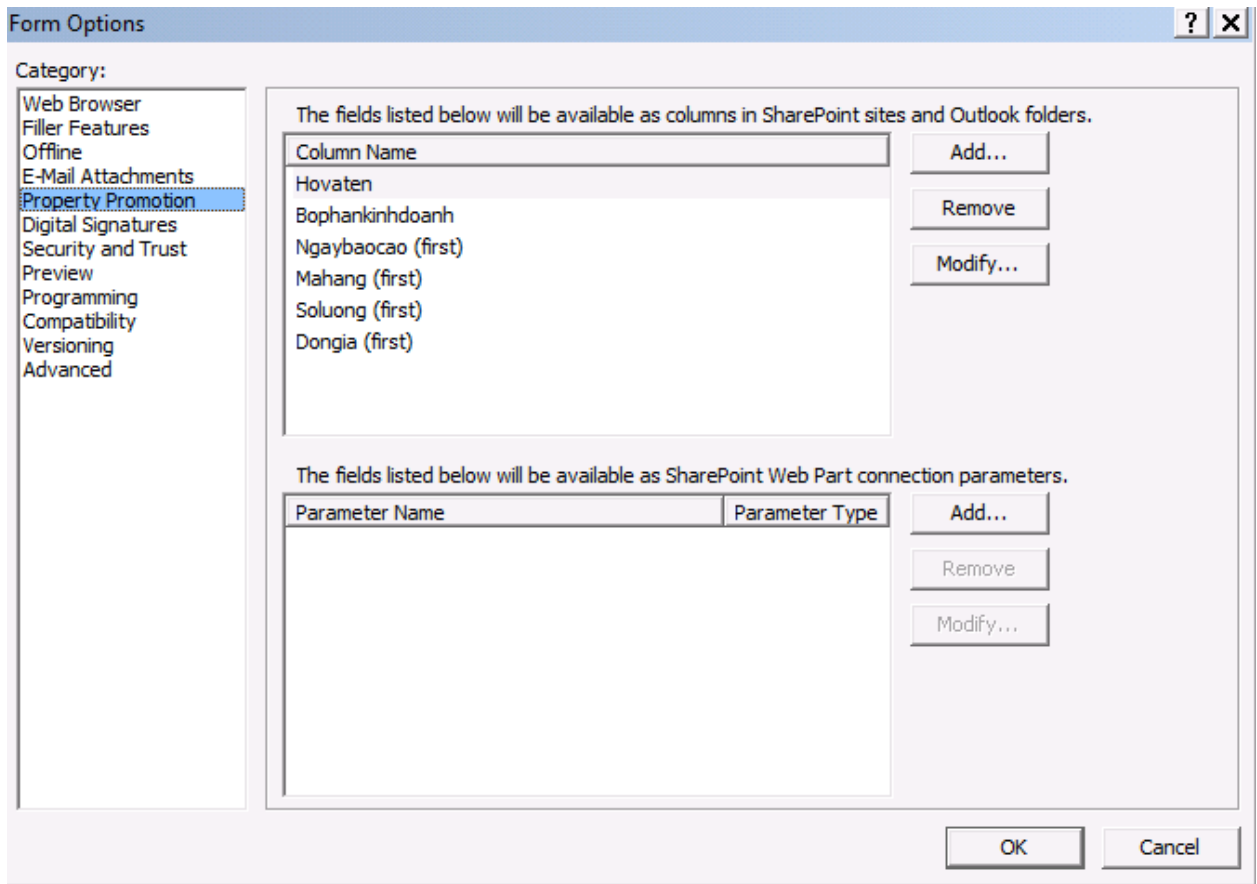 Form Options
Category:
Web Browser
Filler Features
Offline
E-Mail Attachments
Property Promotion
Digital Signatures
Security and Trust
Preview
Programming
Compatibility
Versioning
Advanced
The fields listed below will be available as columns in SharePoint sites and Outlook folders.
Column Name
Hovaten
Bophankinhdoanh
Ngaybaocao (first)
Mahang (first)
Soluong (first)
Dongia (first)
Add...
Remove
Modify...
The fields listed below will be available as SharePoint Web Part connection parameters.
Parameter Name Parameter Type
Add...
Remove
Modify...
OK Cancel